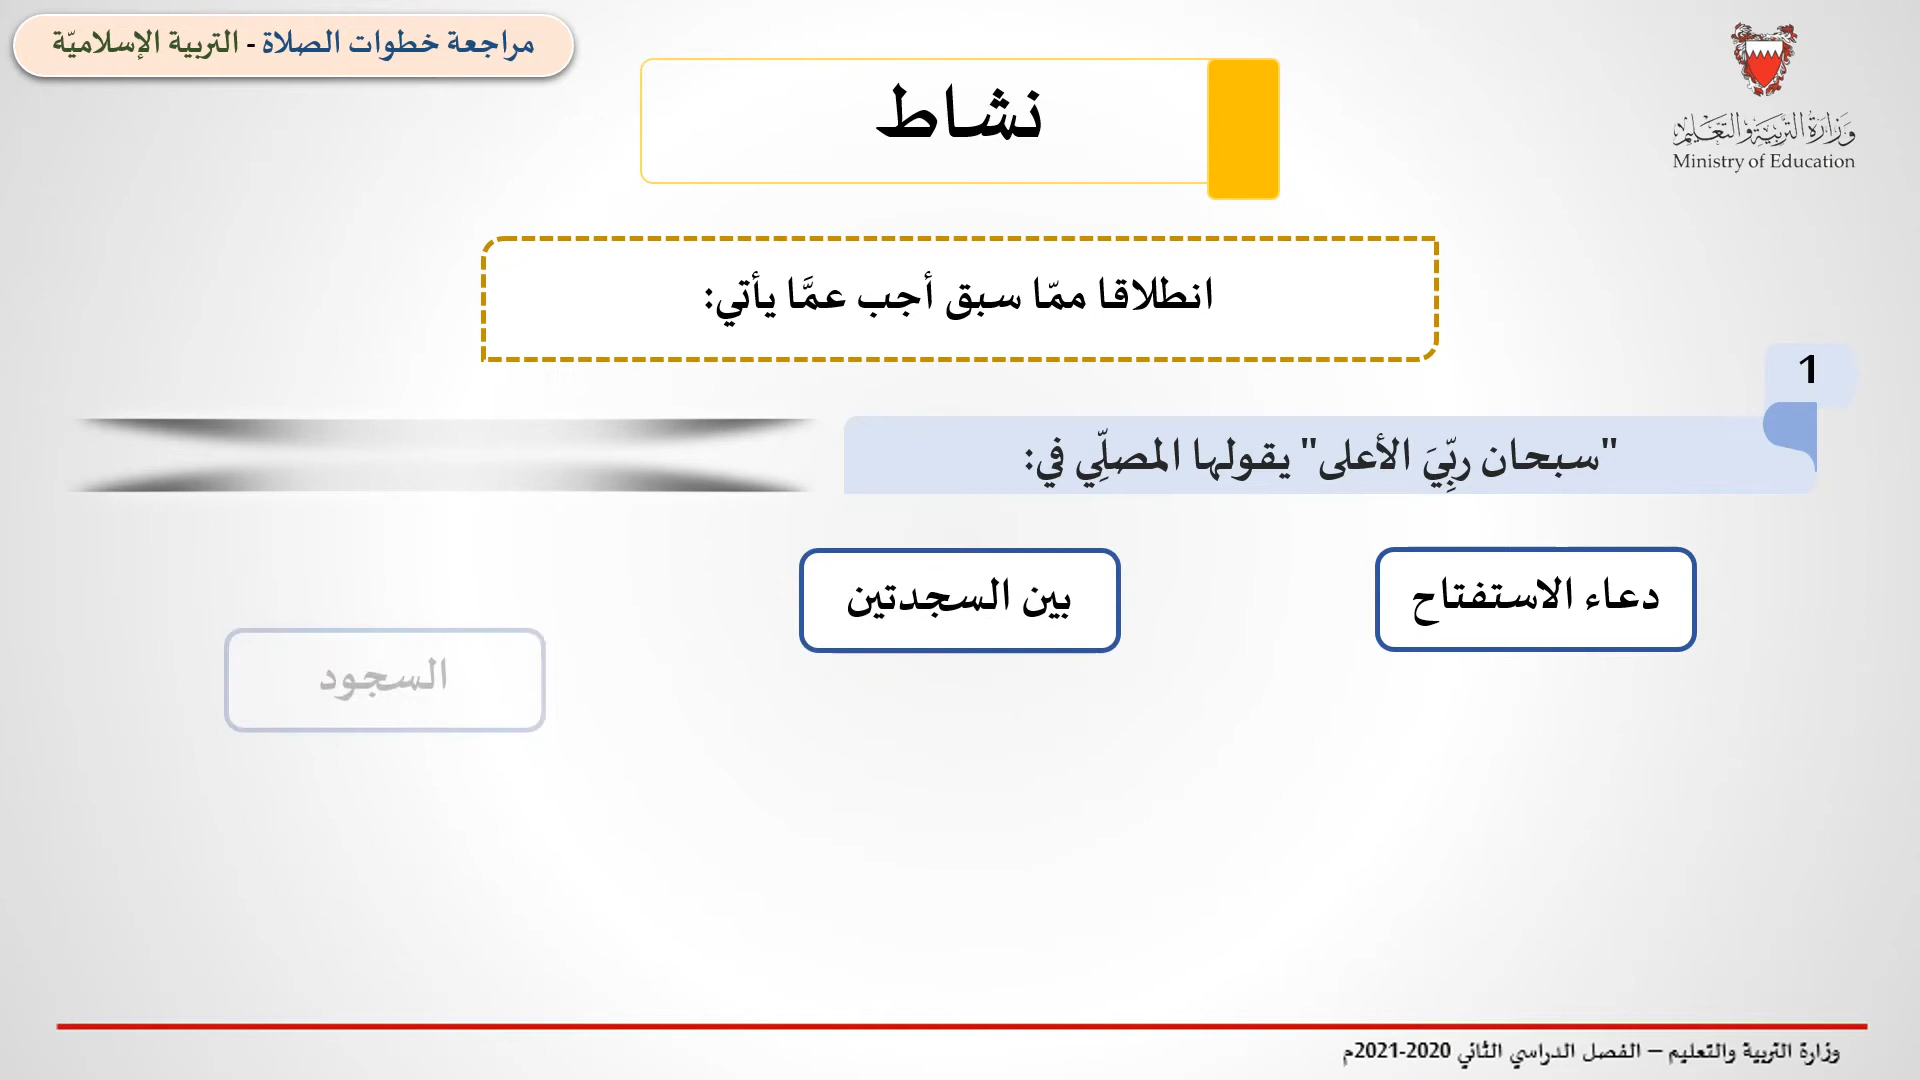 مراجعة خطوات الصلاة - التربية الإسلاميّة
وزارة التربية والتعليم
Ministry of Education
نشاط
انطلاقا ممّا سبق أجب عمَّا يأتي:
1
"سبحان ربِّيَ الأعلى" يقولها المصلِّي في:
دعاء الاستفتاح
بين السجدتين
السجود
وزارة التربية والتعليم – الفصل الدراسي الثاني 2020-2021م